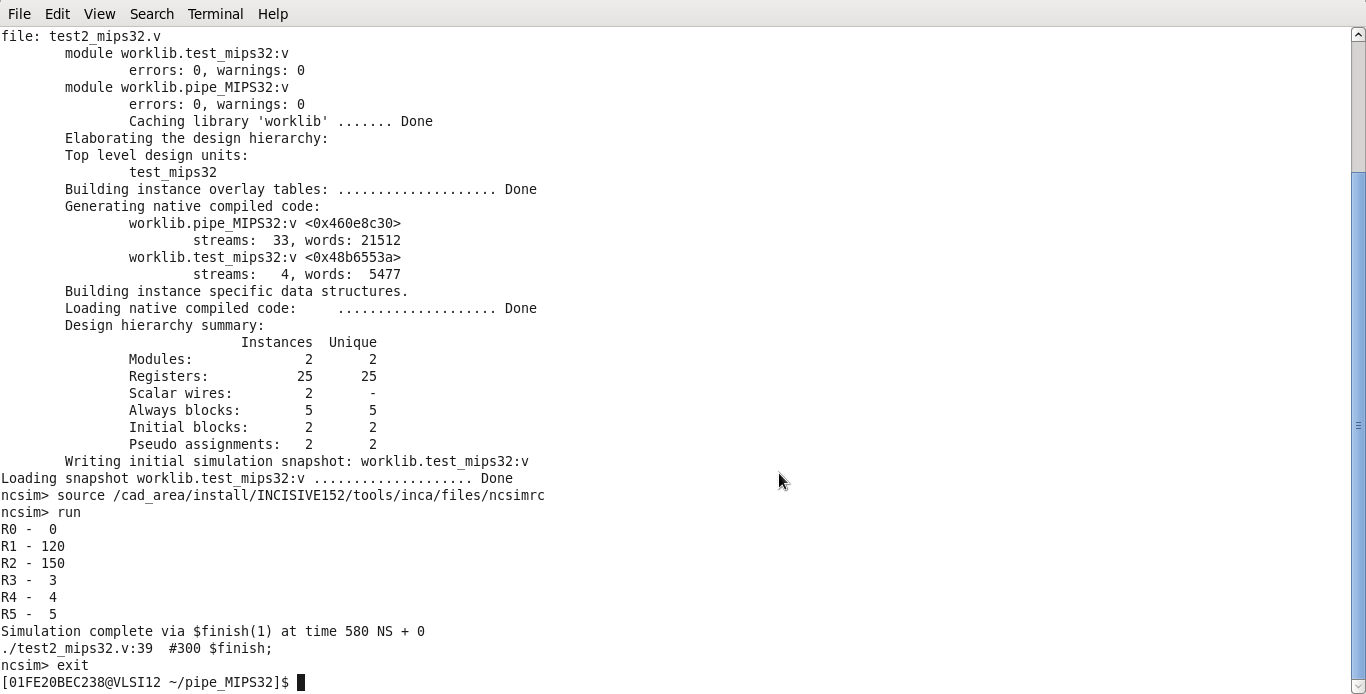 File Edit View Search Terminal Help
file: test2_mips32.v
        module worklib.test_mips32:v
                errors: 0, warnings: 0
        module worklib.pipe_MIPS32:v
                errors: 0, warnings: 0
                Caching library 'worklib' ....... Done
        Elaborating the design hierarchy:
        Top level design units:
                test_mips32
        Building instance overlay tables: .................... Done
        Generating native compiled code:
                worklib.pipe_MIPS32:v <0x460e8c30>
                        streams:  33, words: 21512
                worklib.test_mips32:v <0x48b6553a>
                        streams:   4, words:  5477
        Building instance specific data structures.
        Loading native compiled code:     .................... Done
        Design hierarchy summary:
                              Instances  Unique
                Modules:              2       2
                Registers:           25      25
                Scalar wires:         2       -
                Always blocks:        5       5
                Initial blocks:       2       2
                Pseudo assignments:   2       2
        Writing initial simulation snapshot: worklib.test_mips32:v
Loading snapshot worklib.test_mips32:v .................... Done
ncsim> source /cad_area/install/INCISIVE152/tools/inca/files/ncsimrc
ncsim> run
R0 -  0
R1 - 120
R2 - 150
R3 -  3
R4 -  4
R5 -  5
Simulation complete via $finish(1) at time 580 NS + 0
./test2_mips32.v:39  #300 $finish;
ncsim> exit
[01FE20BEC238@VLSI12 ~/pipe_MIPS32]$